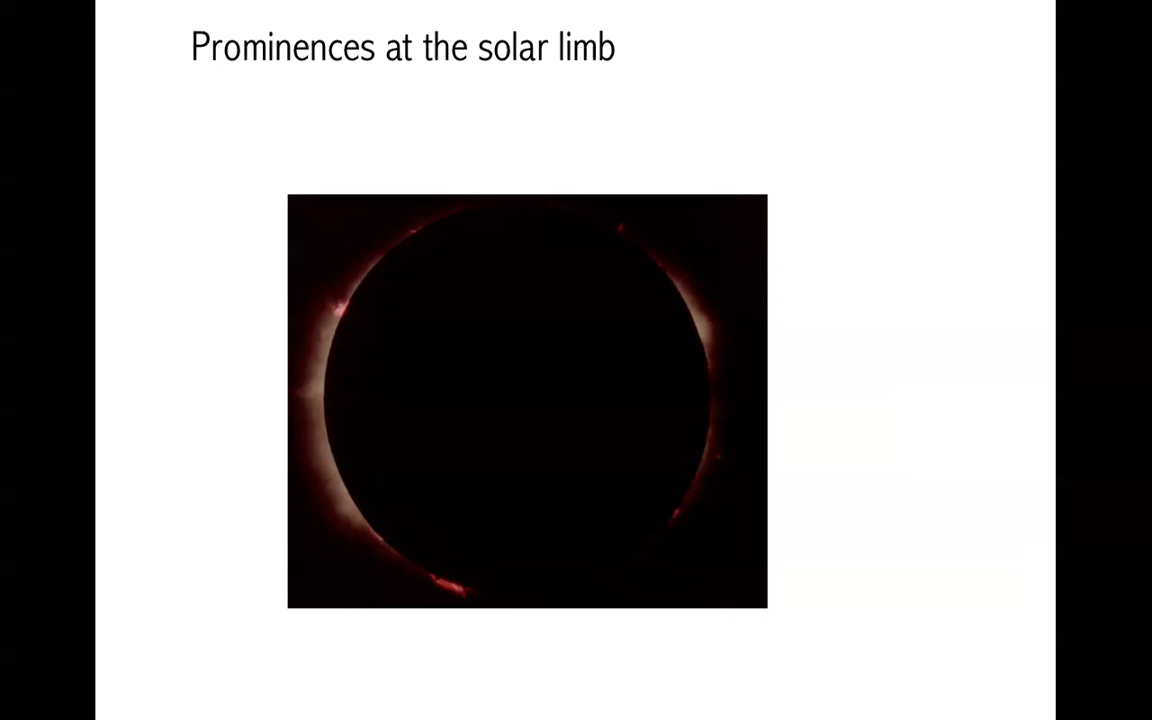 Prominences at the solar limb